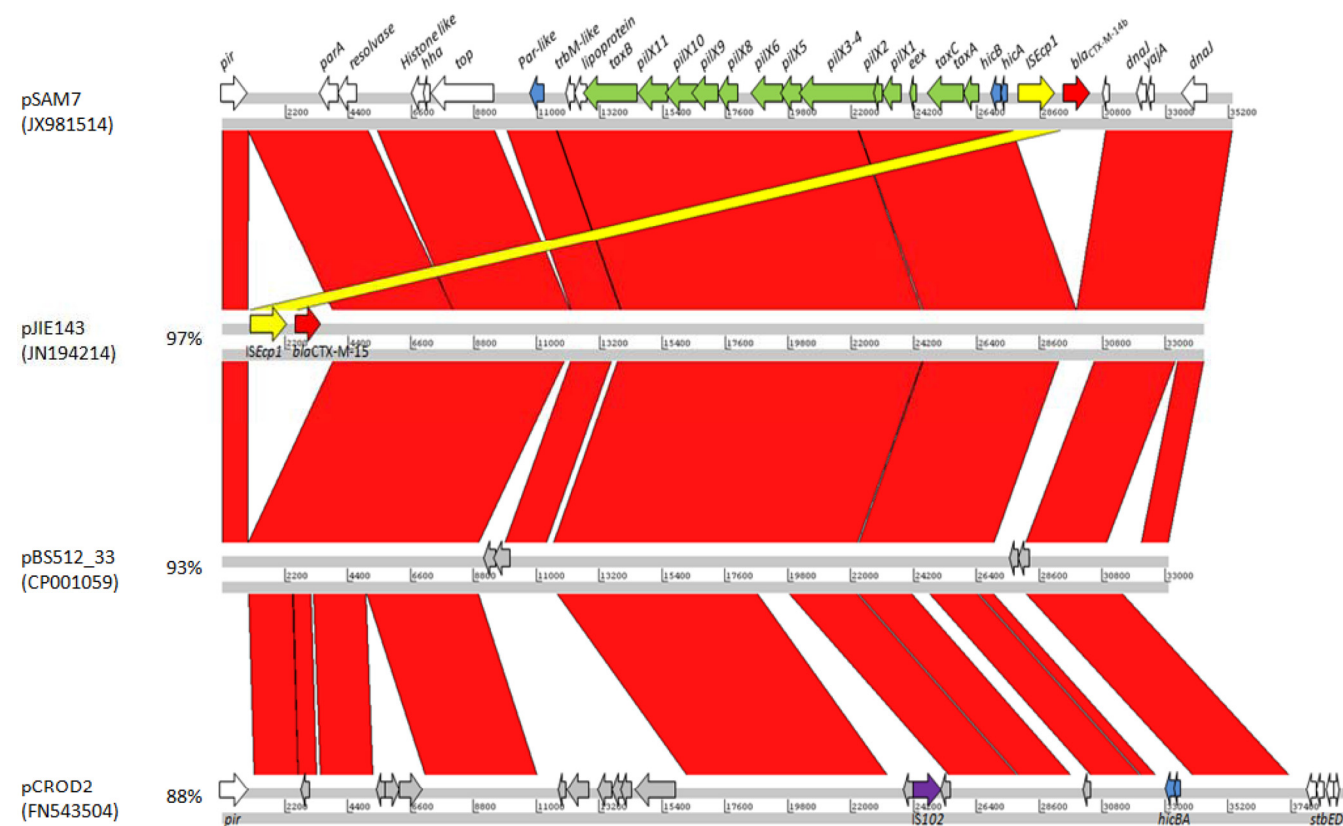 pir parA resolvase Histone like hha top Par-like trbM-like lipoprotein taxB pilX11 pilX10 pilX9 pilX8 pilX6 pilX5 pilX3-4 pilX2 pilX1 eex taxC taxA hicB hicA ISEcp1 blaCTX-M-14b dnaJ yajA dnaJ
pSAM7
(JX981514)
2200 4400 6600 8800 11000 13200 15400 17600 19800 22000 24200 26400 28600 30800 33000 35200
pJIE143
(JN194214)
97%
2200 4400 6600 8800 11000 13200 15400 17600 19800 22000 24200 26400 28600 30800 33000
ISEcp1 blaCTX-M-15
pBS512_33
(CP001059)
93%
2200 4400 6600 8800 11000 13200 15400 17600 19800 22000 24200 26400 28600 30800 33000
pCROD2
(FN543504)
88%
2200 4400 6600 8800 11000 13200 15400 17600 19800 22000 24200 26400 28600 30800 33000 35200
pir IS102 hicBA